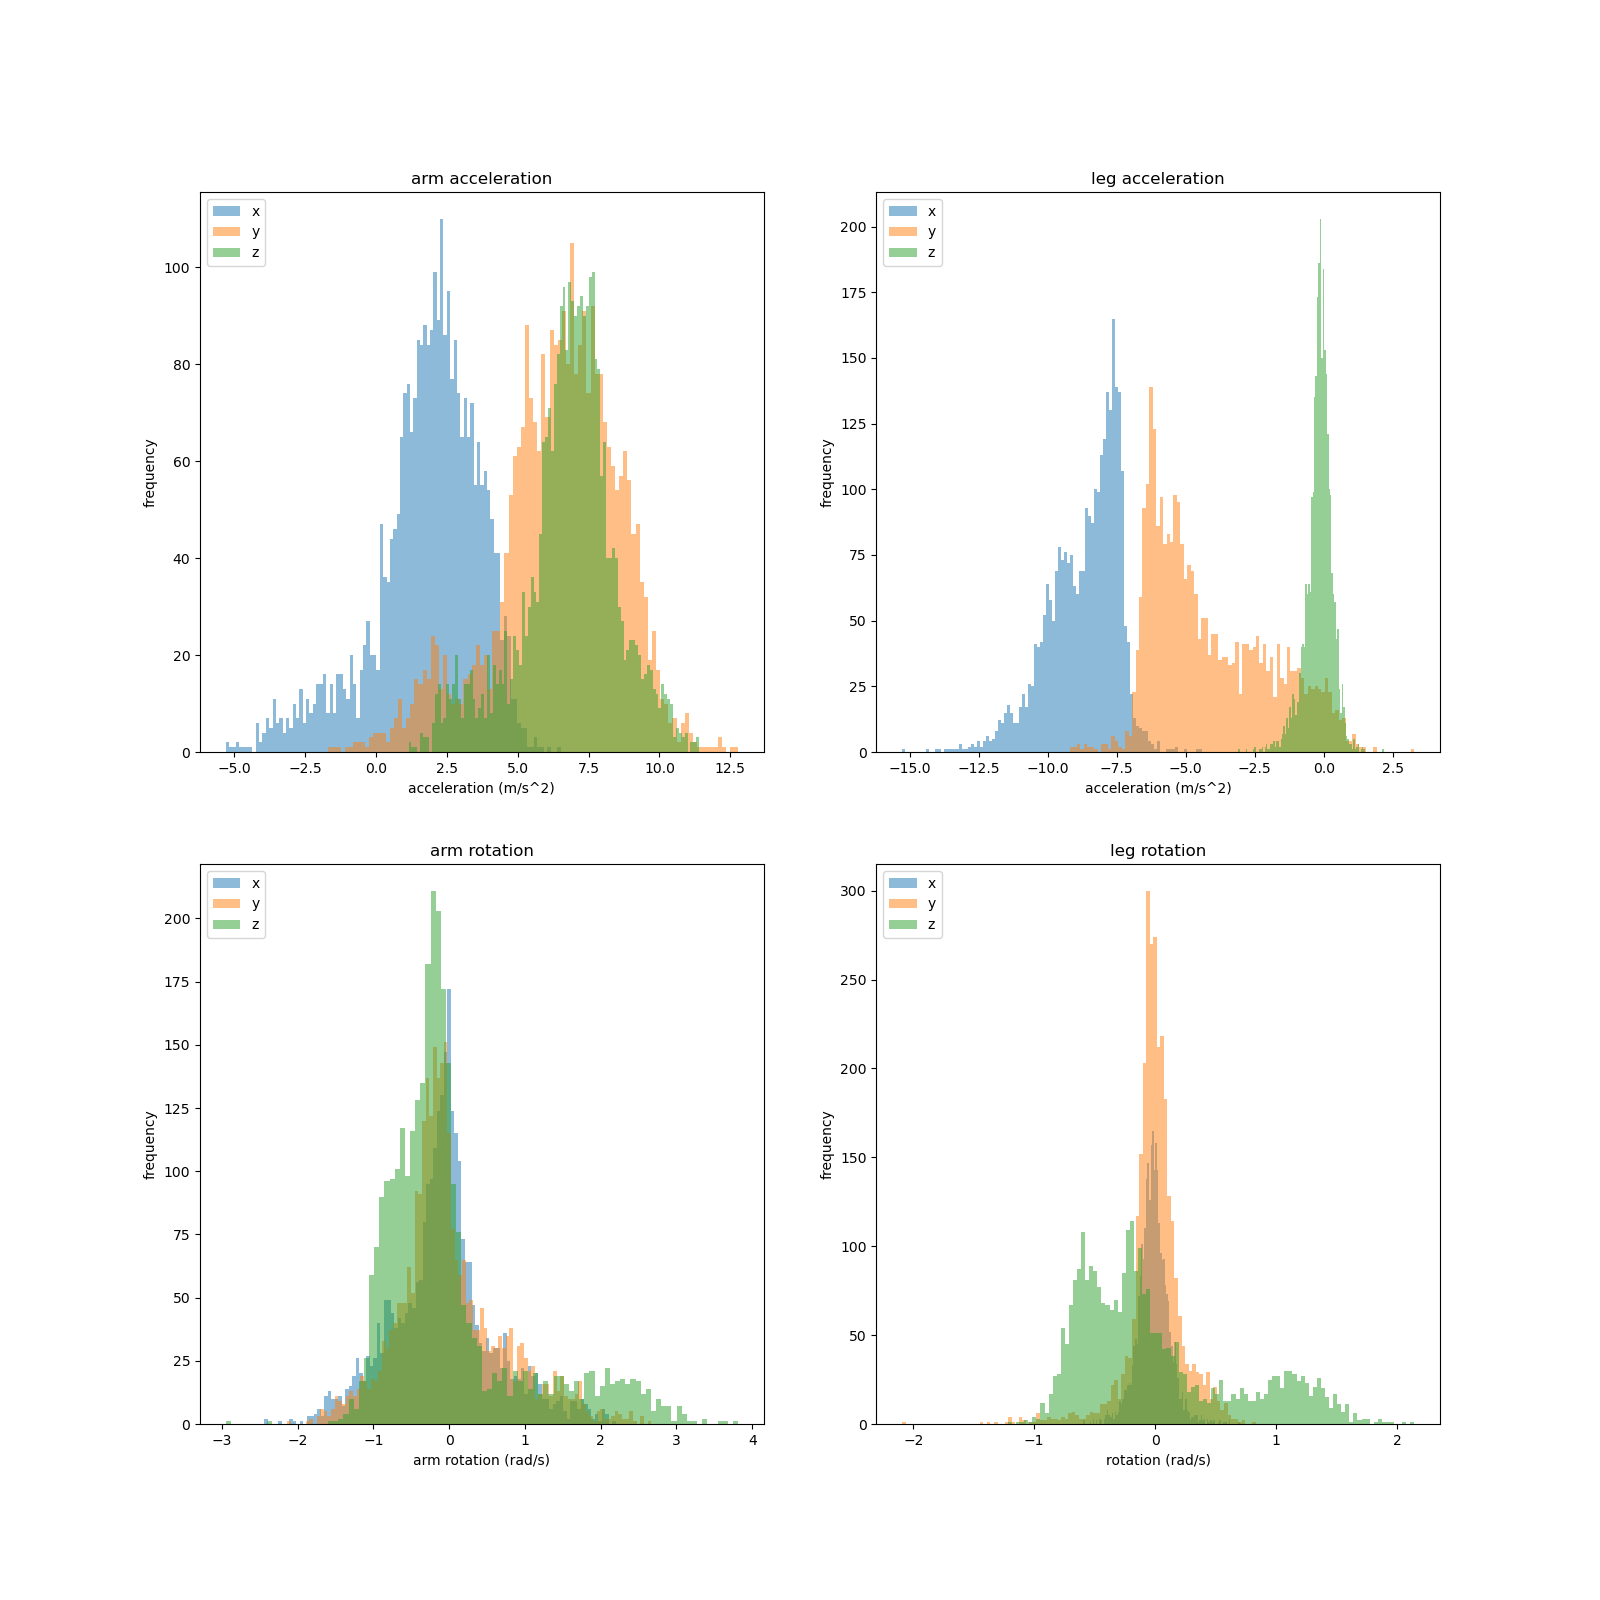 arm acceleration
x
y
z
frequency
0
20
40
60
80
100
−5.0 −2.5 0.0 2.5 5.0 7.5 10.0 12.5
acceleration (m/s^2)
leg acceleration
x
y
z
frequency
0
25
50
75
100
125
150
175
200
−15.0 −12.5 −10.0 −7.5 −5.0 −2.5 0.0 2.5
acceleration (m/s^2)
arm rotation
x
y
z
frequency
0
25
50
75
100
125
150
175
200
−3 −2 −1 0 1 2 3 4
arm rotation (rad/s)
leg rotation
x
y
z
frequency
0
50
100
150
200
250
300
−2 −1 0 1 2
rotation (rad/s)